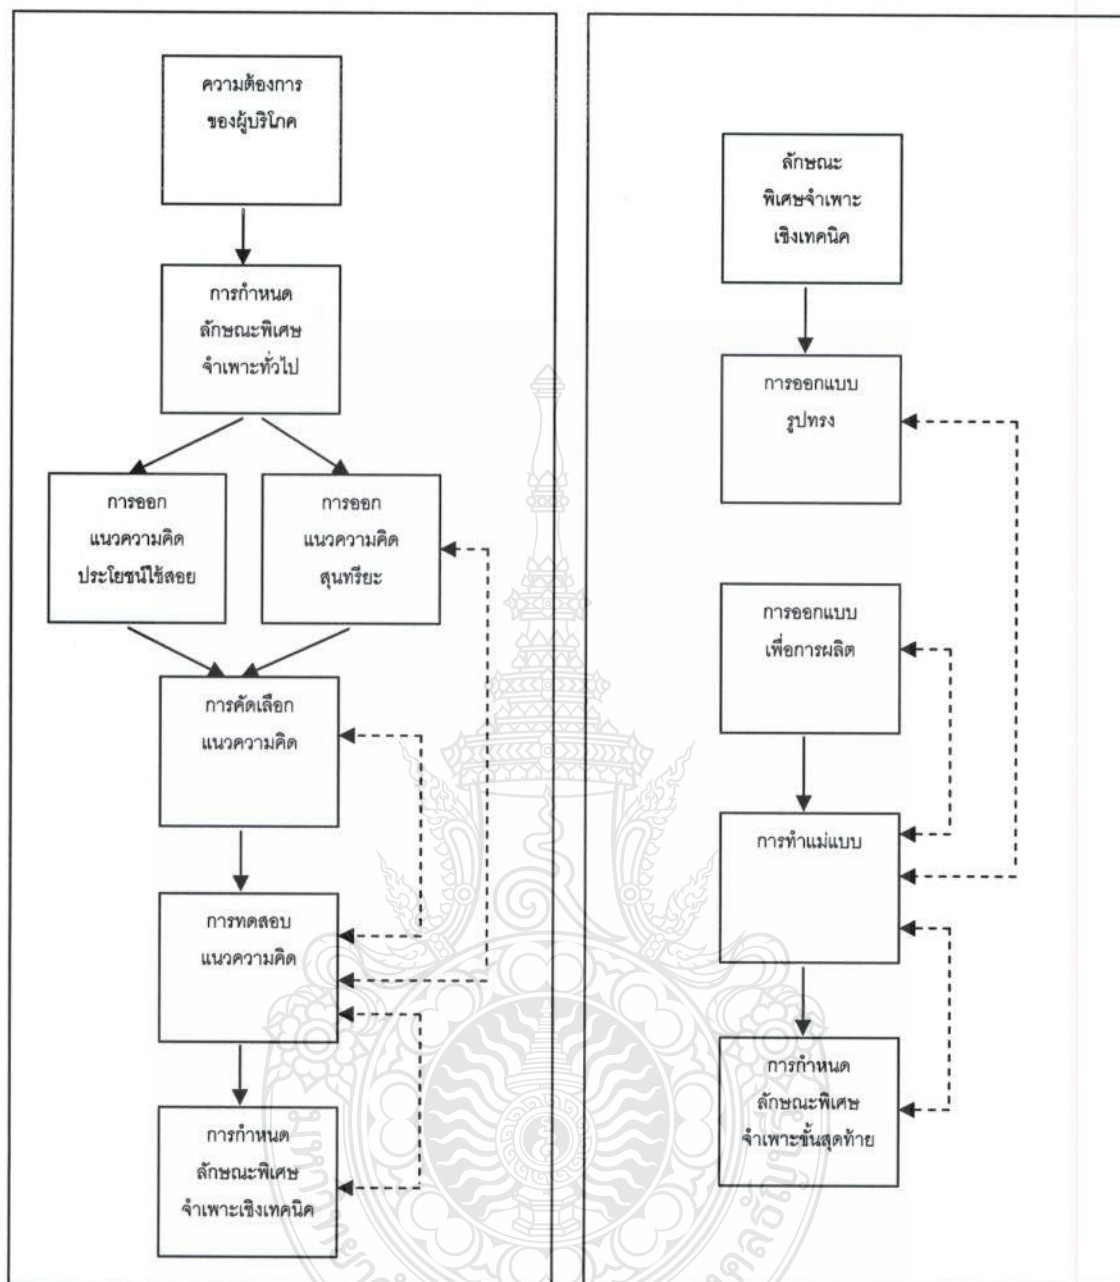 ความต้องการ
ของผู้บริโภค
การกำหนด
ลักษณะพิเศษ
จำเพาะทั่วไป
การออก
แนวความคิด
ประโยชน์ใช้สอย
การออก
แนวความคิด
สุนทรียะ
การคัดเลือก
แนวความคิด
การทดสอบ
แนวความคิด
การกำหนด
ลักษณะพิเศษ
จำเพาะเชิงเทคนิค
ลักษณะ
พิเศษจำเพาะ
เชิงเทคนิค
การออกแบบ
รูปทรง
การออกแบบ
เพื่อการผลิต
การทำแม่แบบ
การกำหนด
ลักษณะพิเศษ
จำเพาะขั้นสุดท้าย